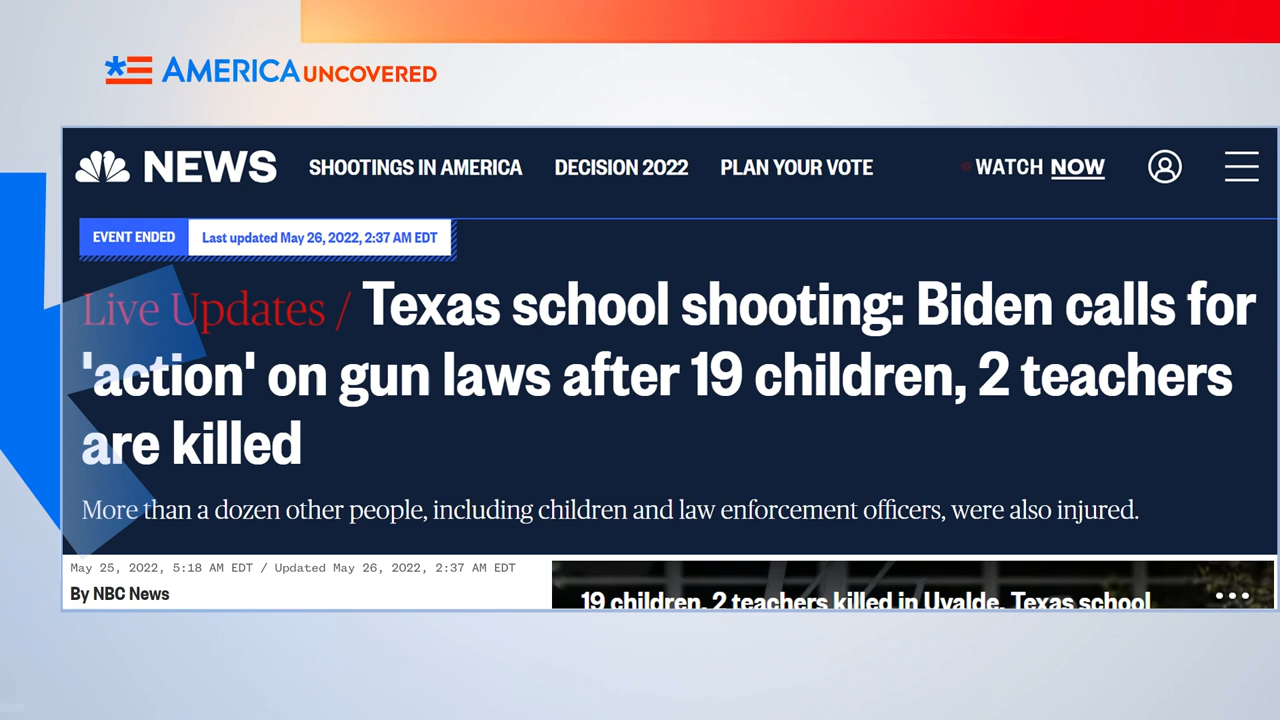 AMERICA UNCOVERED
NEWS
SHOOTINGS IN AMERICA
DECISION 2022
PLAN YOUR VOTE
WATCH NOW
EVENT ENDED
Last updated May 26, 2022, 2:37 AM EDT
Live Updates / Texas school shooting: Biden calls for
'action' on gun laws after 19 children, 2 teachers
are killed
More than a dozen other people, including children and law enforcement officers, were also injured.
May 25, 2022, 5:18 AM EDT / Updated May 26, 2022, 2:37 AM EDT
By NBC News
19 children, 2 teachers killed in Uvalde, Texas school